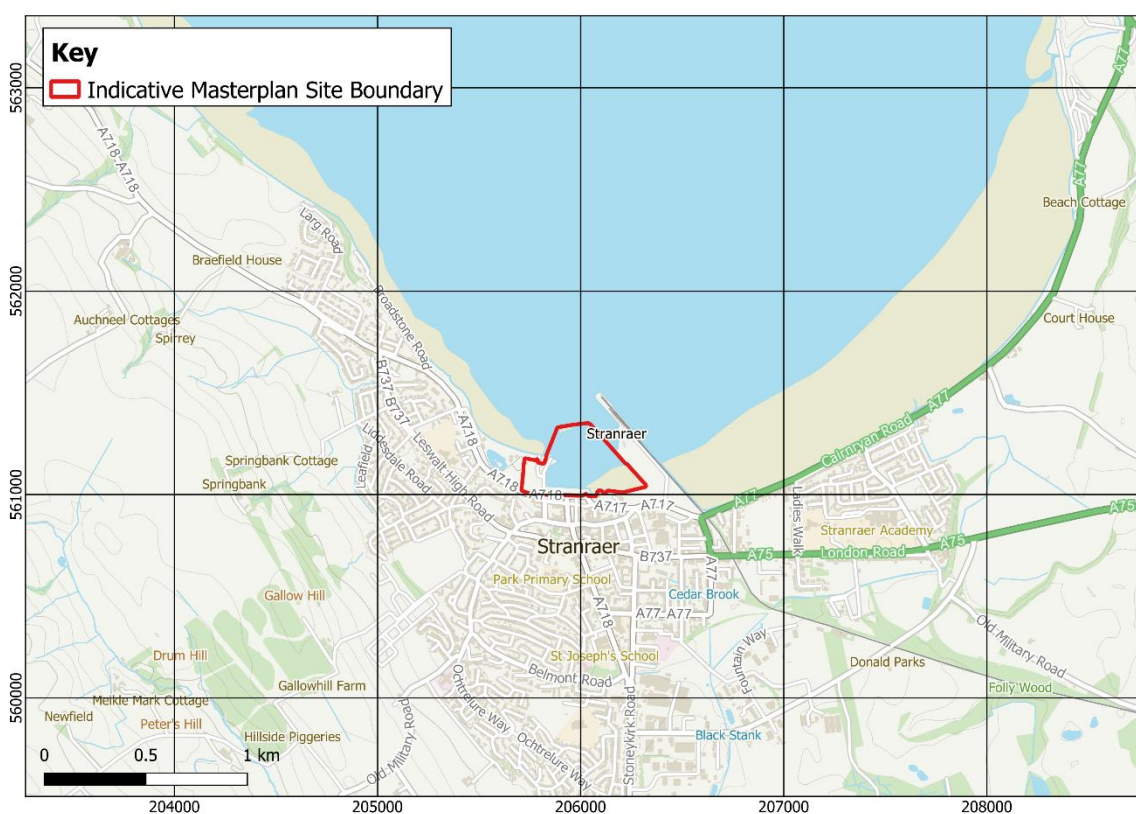 Key
Indicative Masterplan Site Boundary
563000
562000
561000
560000
204000
205000
206000
207000
208000
A77
A77
A718-A718
Beach Cottage
Larg Road
Braefield House
Broadstone Road
Auchneel Cottages
Spirrey
Court House
B737-B737
A718
A77
Stranraer
Cairnryan Road
Leswalt High Road
Liddesdale Road
Leafield
Springbank Cottage
Springbank
A718-A718
A717-A717
A77
Ladies Walk
A75
Stranraer Academy
Stranraer
B737
A75
London Road
A75
A77
Park Primary School
Cedar Brook
Gallow Hill
A718
A77-A77
Old Military Road
Drum Hill
St Joseph's School
Fountain Way
Donald Parks
Belmont Road
Gallowhill Farm
Folly Wood
Meikle Mark Cottage
Newfield
Peter's Hill
Ochtrelure Way
Old Military Road
Stoneykirk Road
Black Stank
Hillside Piggeries
Ochtrelure Way
0 0.5 1 km